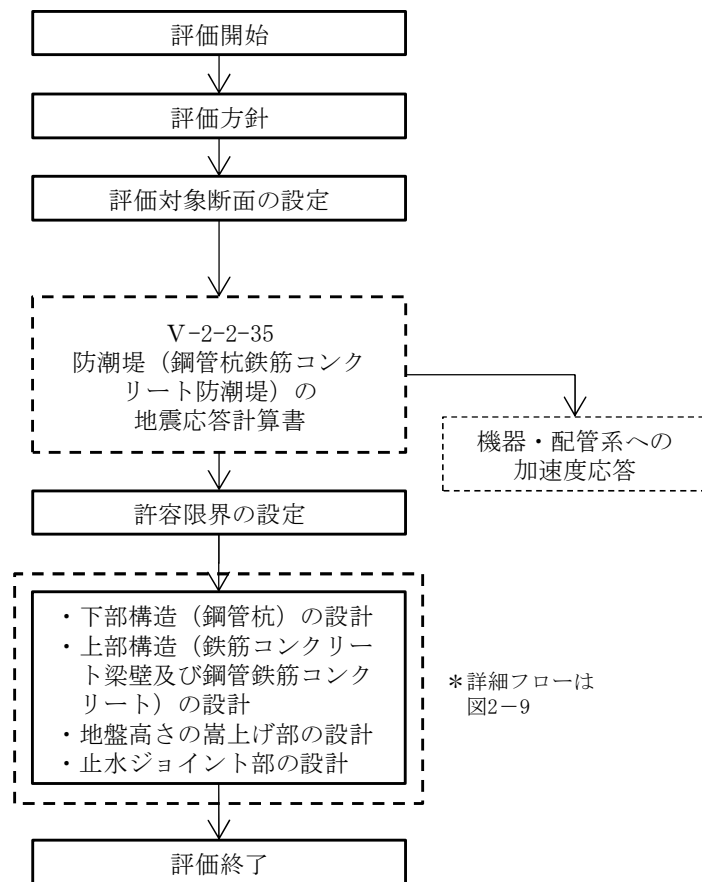 評価開始
評価方針
評価対象断面の設定
Ⅴ-2-2-35
防潮堤（鋼管杭鉄筋コンク
リート防潮堤）の
地震応答計算書
機器・配管系への
加速度応答
許容限界の設定
・下部構造（鋼管杭）の設計
・上部構造（鉄筋コンクリー
ト梁壁及び鋼管鉄筋コンク
リート）の設計
・地盤高さの嵩上げ部の設計
・止水ジョイント部の設計
＊詳細フローは
図2－9
評価終了